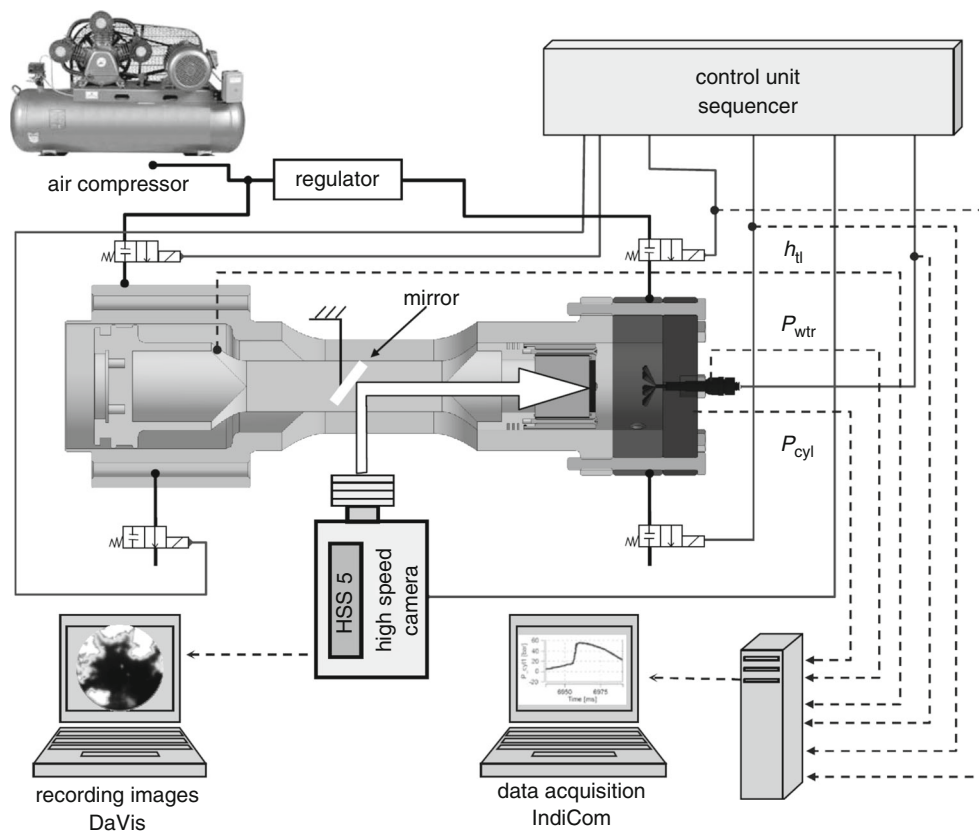 control unit
sequencer
air compressor
regulator
h_tl
mirror
P_wtr
P_cyl
HSS 5
high speed
camera
P_cyl1 [bar]
60
40
20
0
-20
6950
6975
Time [ms]
recording images
DaVis
data acquisition
IndiCom